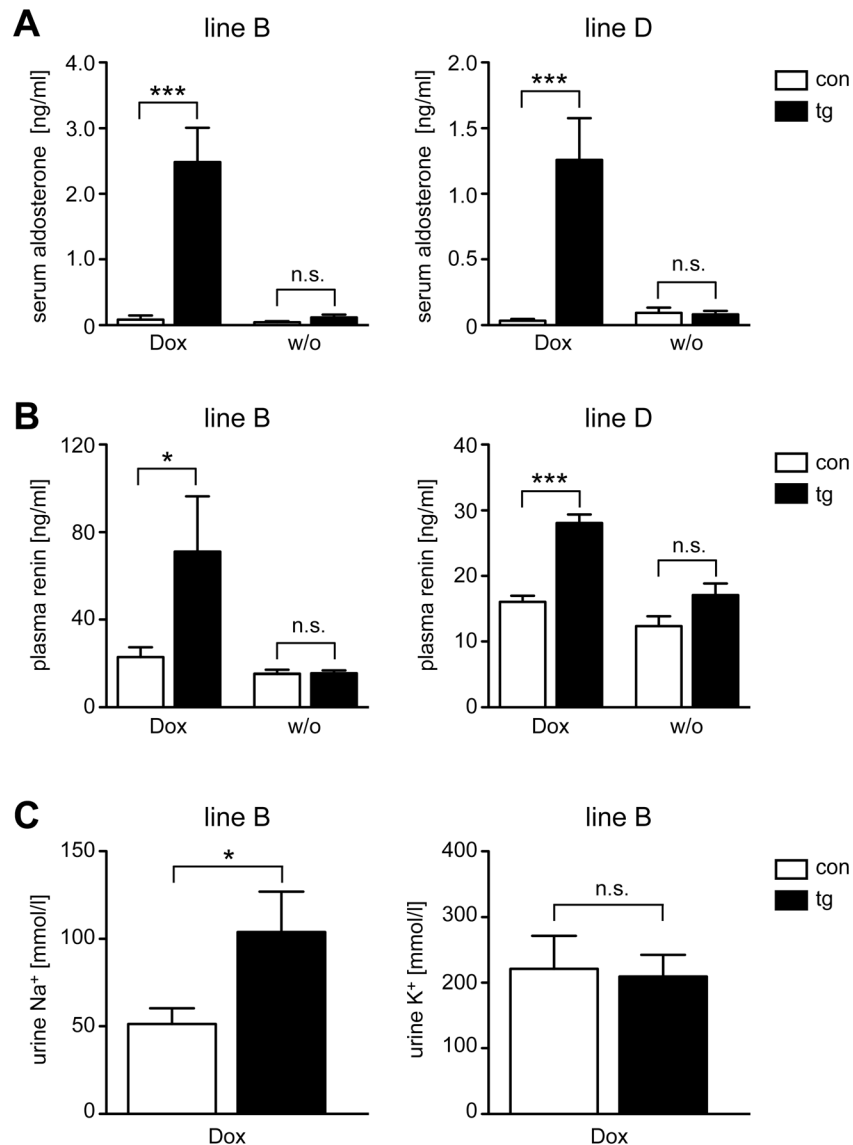 A
line B
line D
serum aldosterone [ng/ml]
4.0
3.0
2.0
1.0
0
***
n.s.
Dox
w/o
serum aldosterone [ng/ml]
2.0
1.5
1.0
0.5
0
***
n.s.
Dox
w/o
con
tg
B
line B
line D
plasma renin [ng/ml]
120
80
40
0
*
n.s.
Dox
w/o
plasma renin [ng/ml]
40
30
20
10
0
***
n.s.
Dox
w/o
con
tg
C
line B
line B
urine Na⁺ [mmol/l]
150
100
50
0
*
Dox
urine K⁺ [mmol/l]
400
300
200
100
0
n.s.
Dox
con
tg